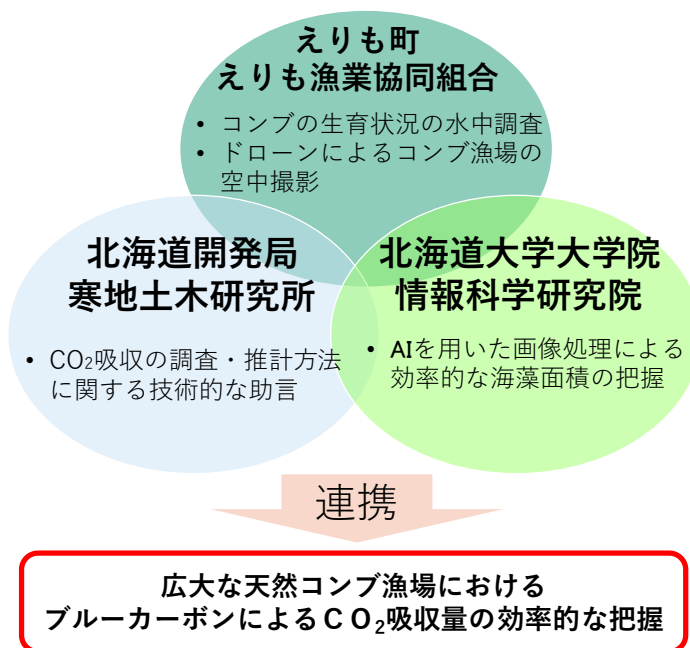 えりも町
えりも漁業協同組合
• コンブの生育状況の水中調査
• ドローンによるコンブ漁場の
空中撮影
北海道開発局
寒地土木研究所
• CO₂吸収の調査・推計方法
に関する技術的な助言
北海道大学大学院
情報科学研究院
• AIを用いた画像処理による
効率的な海藻面積の把握
連携
広大な天然コンブ漁場における
ブルーカーボンによるＣＯ₂吸収量の効率的な把握